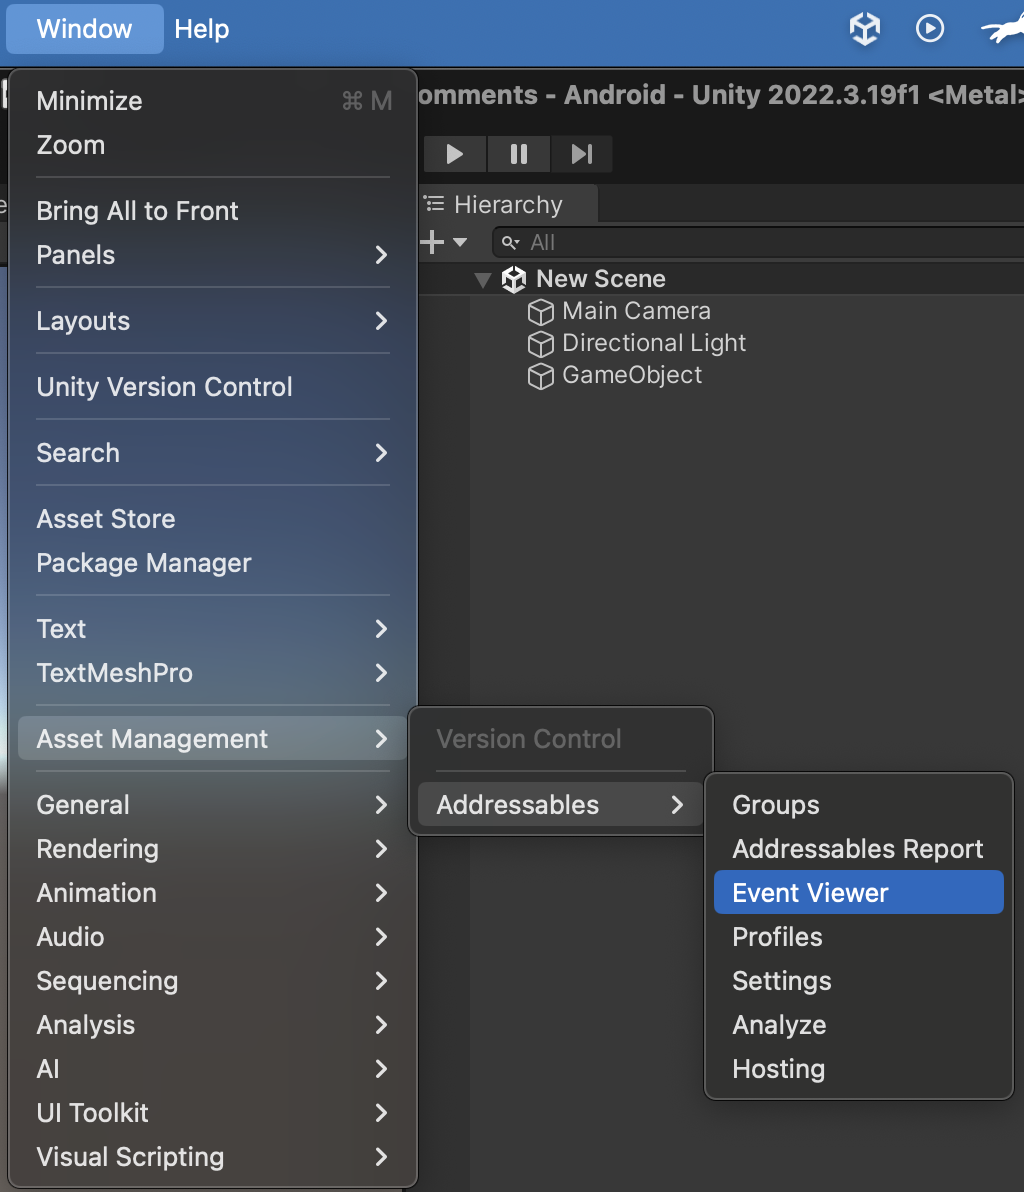 Window Help
omments - Android - Unity 2022.3.19f1 <Metal>
Minimize ⌘ M
Zoom
Bring All to Front
Panels
Layouts
Unity Version Control
Search
Asset Store
Package Manager
Text
TextMeshPro
Asset Management
General
Rendering
Animation
Audio
Sequencing
Analysis
AI
UI Toolkit
Visual Scripting
Hierarchy
All
New Scene
Main Camera
Directional Light
GameObject
Version Control
Addressables
Groups
Addressables Report
Event Viewer
Profiles
Settings
Analyze
Hosting